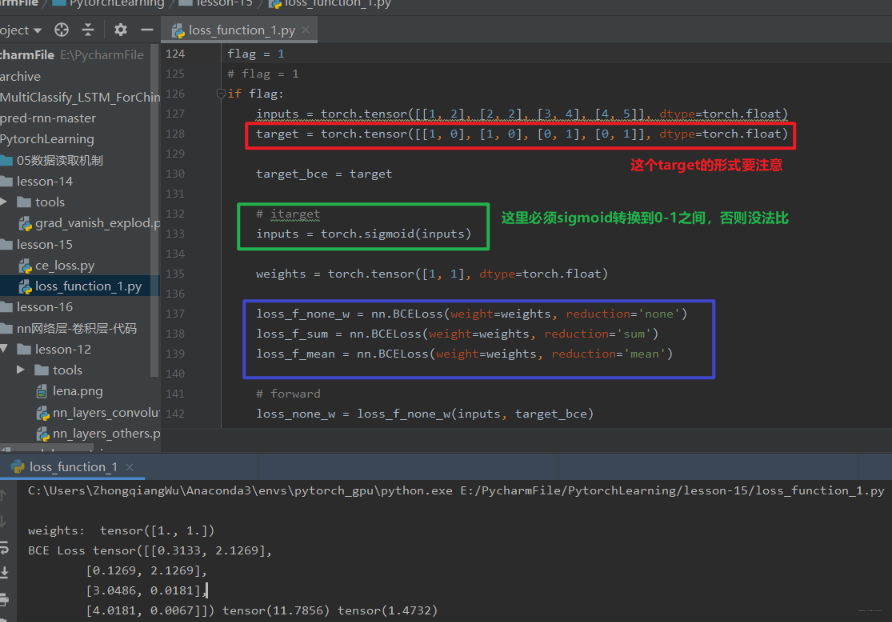 rmFile PytorchLearning lesson-15 loss_function_1.py
oject loss_function_1.py ×
charmFile E:\PycharmFile
archive
MultiClassify_LSTM_ForChin
pred-rnn-master
PytorchLearning
05数据读取机制
lesson-14
tools
grad_vanish_explod.p
lesson-15
ce_loss.py
loss_function_1.py
lesson-16
nn网络层-卷积层-代码
lesson-12
tools
lena.png
nn_layers_convolut
nn_layers_others.p
124 flag = 1
125 # flag = 1
126 if flag:
127 inputs = torch.tensor([[1, 2], [2, 2], [3, 4], [4, 5]], dtype=torch.float)
128 target = torch.tensor([[1, 0], [1, 0], [0, 1], [0, 1]], dtype=torch.float)
129
这个target的形式要注意
130 target_bce = target
131
132 # itarget
这里必须sigmoid转换到0-1之间，否则没法比
133 inputs = torch.sigmoid(inputs)
134
135 weights = torch.tensor([1, 1], dtype=torch.float)
136
137 loss_f_none_w = nn.BCELoss(weight=weights, reduction='none')
138 loss_f_sum = nn.BCELoss(weight=weights, reduction='sum')
139 loss_f_mean = nn.BCELoss(weight=weights, reduction='mean')
140
141 # forward
142 loss_none_w = loss_f_none_w(inputs, target_bce)
loss_function_1 ×
C:\Users\ZhongqiangWu\Anaconda3\envs\pytorch_gpu\python.exe E:/PycharmFile/PytorchLearning/lesson-15/loss_function_1.py
weights:  tensor([1., 1.])
BCE Loss tensor([[0.3133, 2.1269],
[0.1269, 2.1269],
[3.0486, 0.0181],
[4.0181, 0.0067]]) tensor(11.7856) tensor(1.4732)